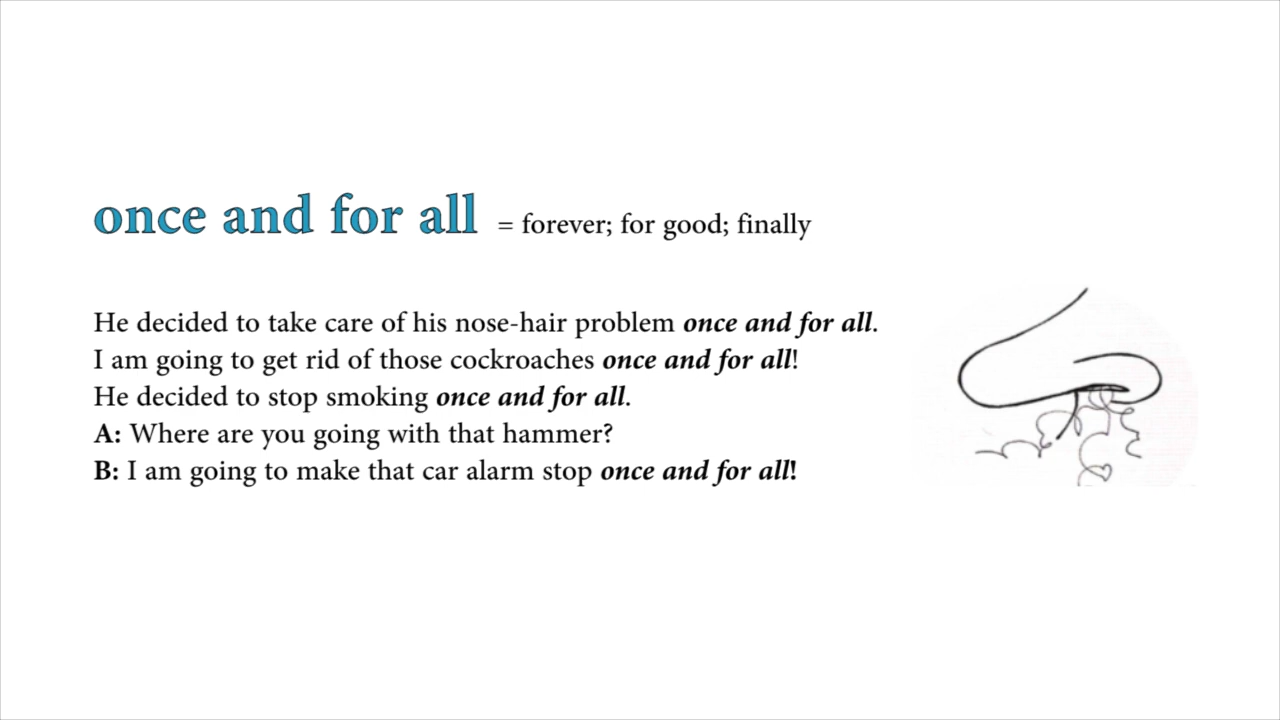 once and for all = forever; for good; finally
He decided to take care of his nose-hair problem once and for all.
I am going to get rid of those cockroaches once and for all!
He decided to stop smoking once and for all.
A: Where are you going with that hammer?
B: I am going to make that car alarm stop once and for all!